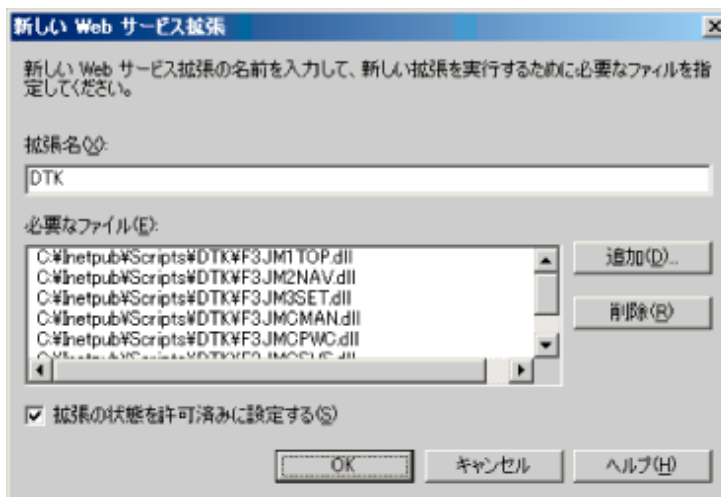 新しい Web サービス拡張
新しい Web サービス拡張の名前を入力して、新しい拡張を実行するために必要なファイルを指
定してください。
拡張名(X):
DTK
必要なファイル(E):
C:¥Inetpub¥Scripts¥DTK¥F3JM1TOP.dll
C:¥Inetpub¥Scripts¥DTK¥F3JM2NAV.dll
C:¥Inetpub¥Scripts¥DTK¥F3JM3SET.dll
C:¥Inetpub¥Scripts¥DTK¥F3JMCMAN.dll
C:¥Inetpub¥Scripts¥DTK¥F3JMCPWC.dll
追加(D)...
削除(R)
拡張の状態を許可済みに設定する(S)
OK
キャンセル
ヘルプ(H)